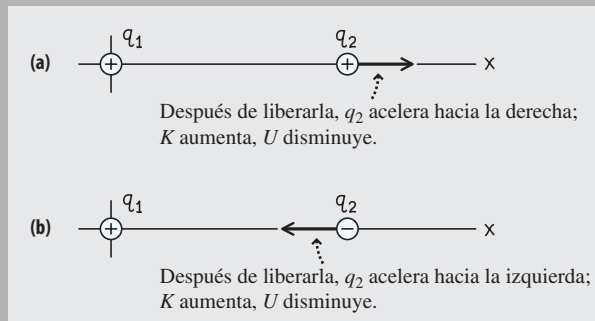 q₁ q₂
(a) + + x
Después de liberarla, q₂ acelera hacia la derecha;
K aumenta, U disminuye.
q₁ q₂
(b) + − x
Después de liberarla, q₂ acelera hacia la izquierda;
K aumenta, U disminuye.